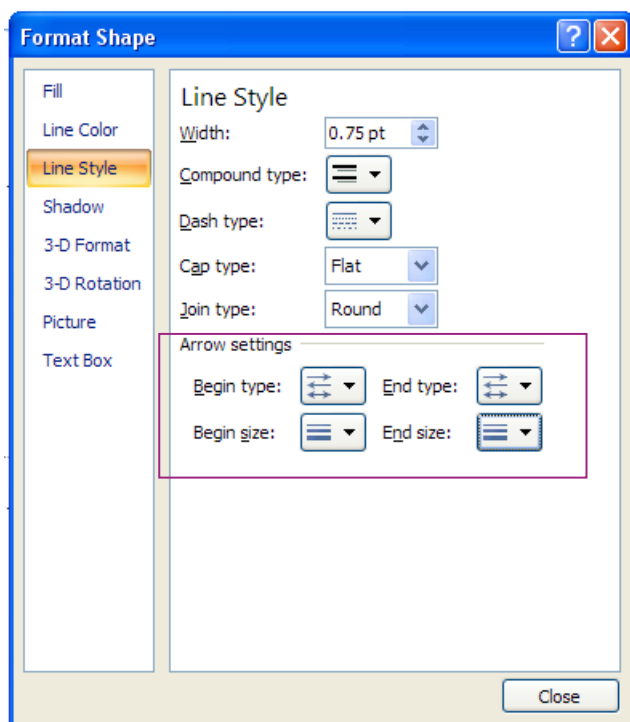 Format Shape
Fill
Line Color
Line Style
Shadow
3-D Format
3-D Rotation
Picture
Text Box
Line Style
Width: 0.75 pt
Compound type:
Dash type:
Cap type: Flat
Join type: Round
Arrow settings
Begin type: End type:
Begin size: End size:
Close